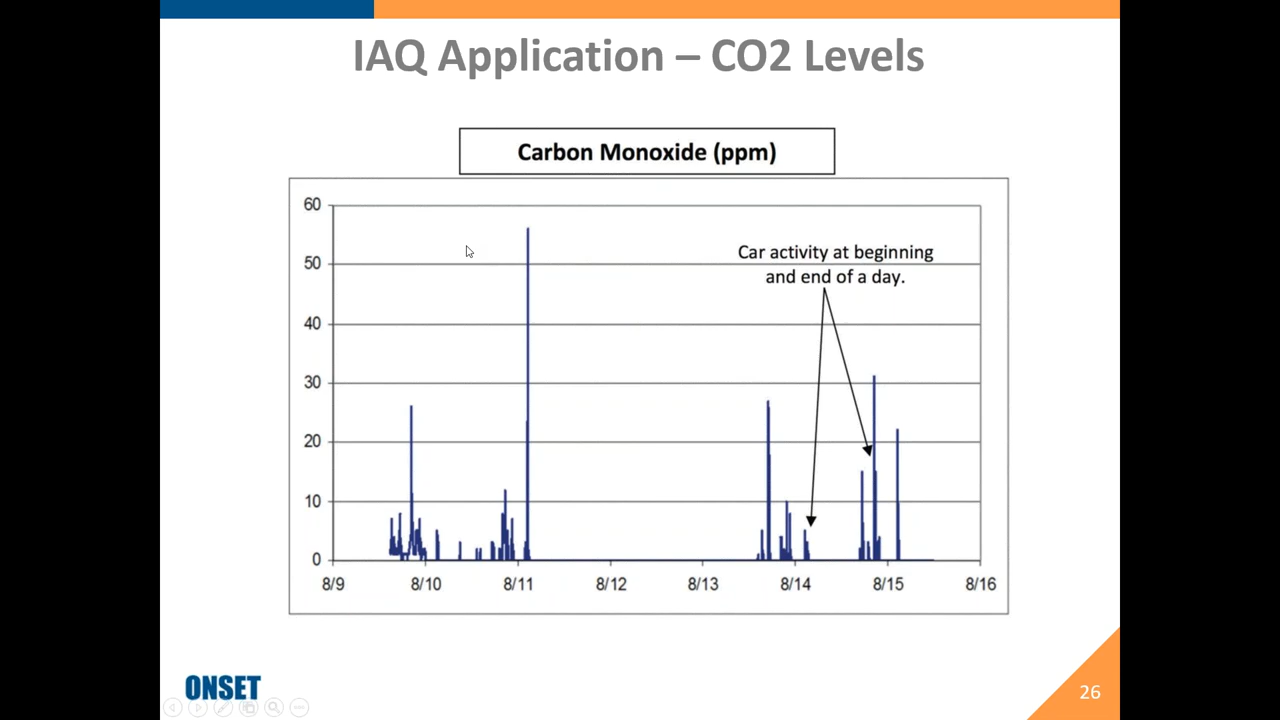 IAQ Application – CO2 Levels
Carbon Monoxide (ppm)
60
50
40
30
20
10
0
Car activity at beginning
and end of a day.
8/9 8/10 8/11 8/12 8/13 8/14 8/15 8/16
ONSET
26